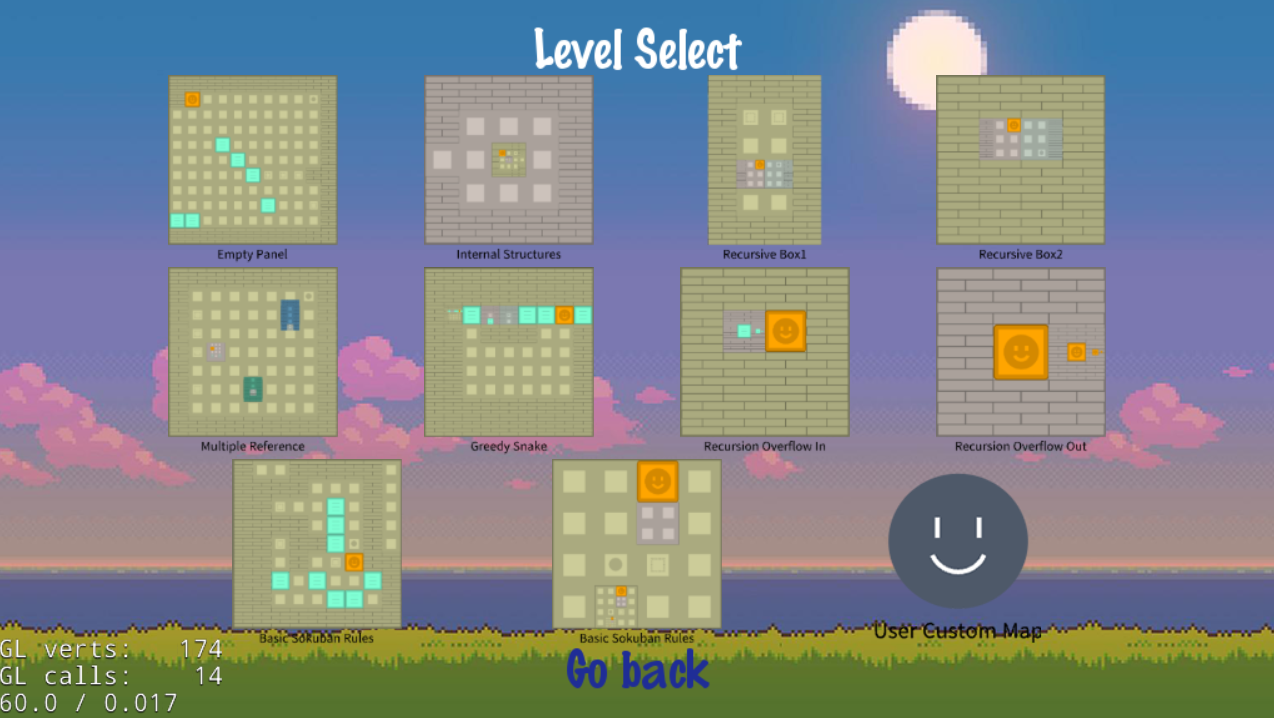 Level Select
Empty Panel
Internal Structures
Recursive Box1
Recursive Box2
Multiple Reference
Greedy Snake
Recursion Overflow In
Recursion Overflow Out
Basic Sokuban Rules
Basic Sokuban Rules
User Custom Map
Go back
GL verts: 174
GL calls: 14
60.0 / 0.017